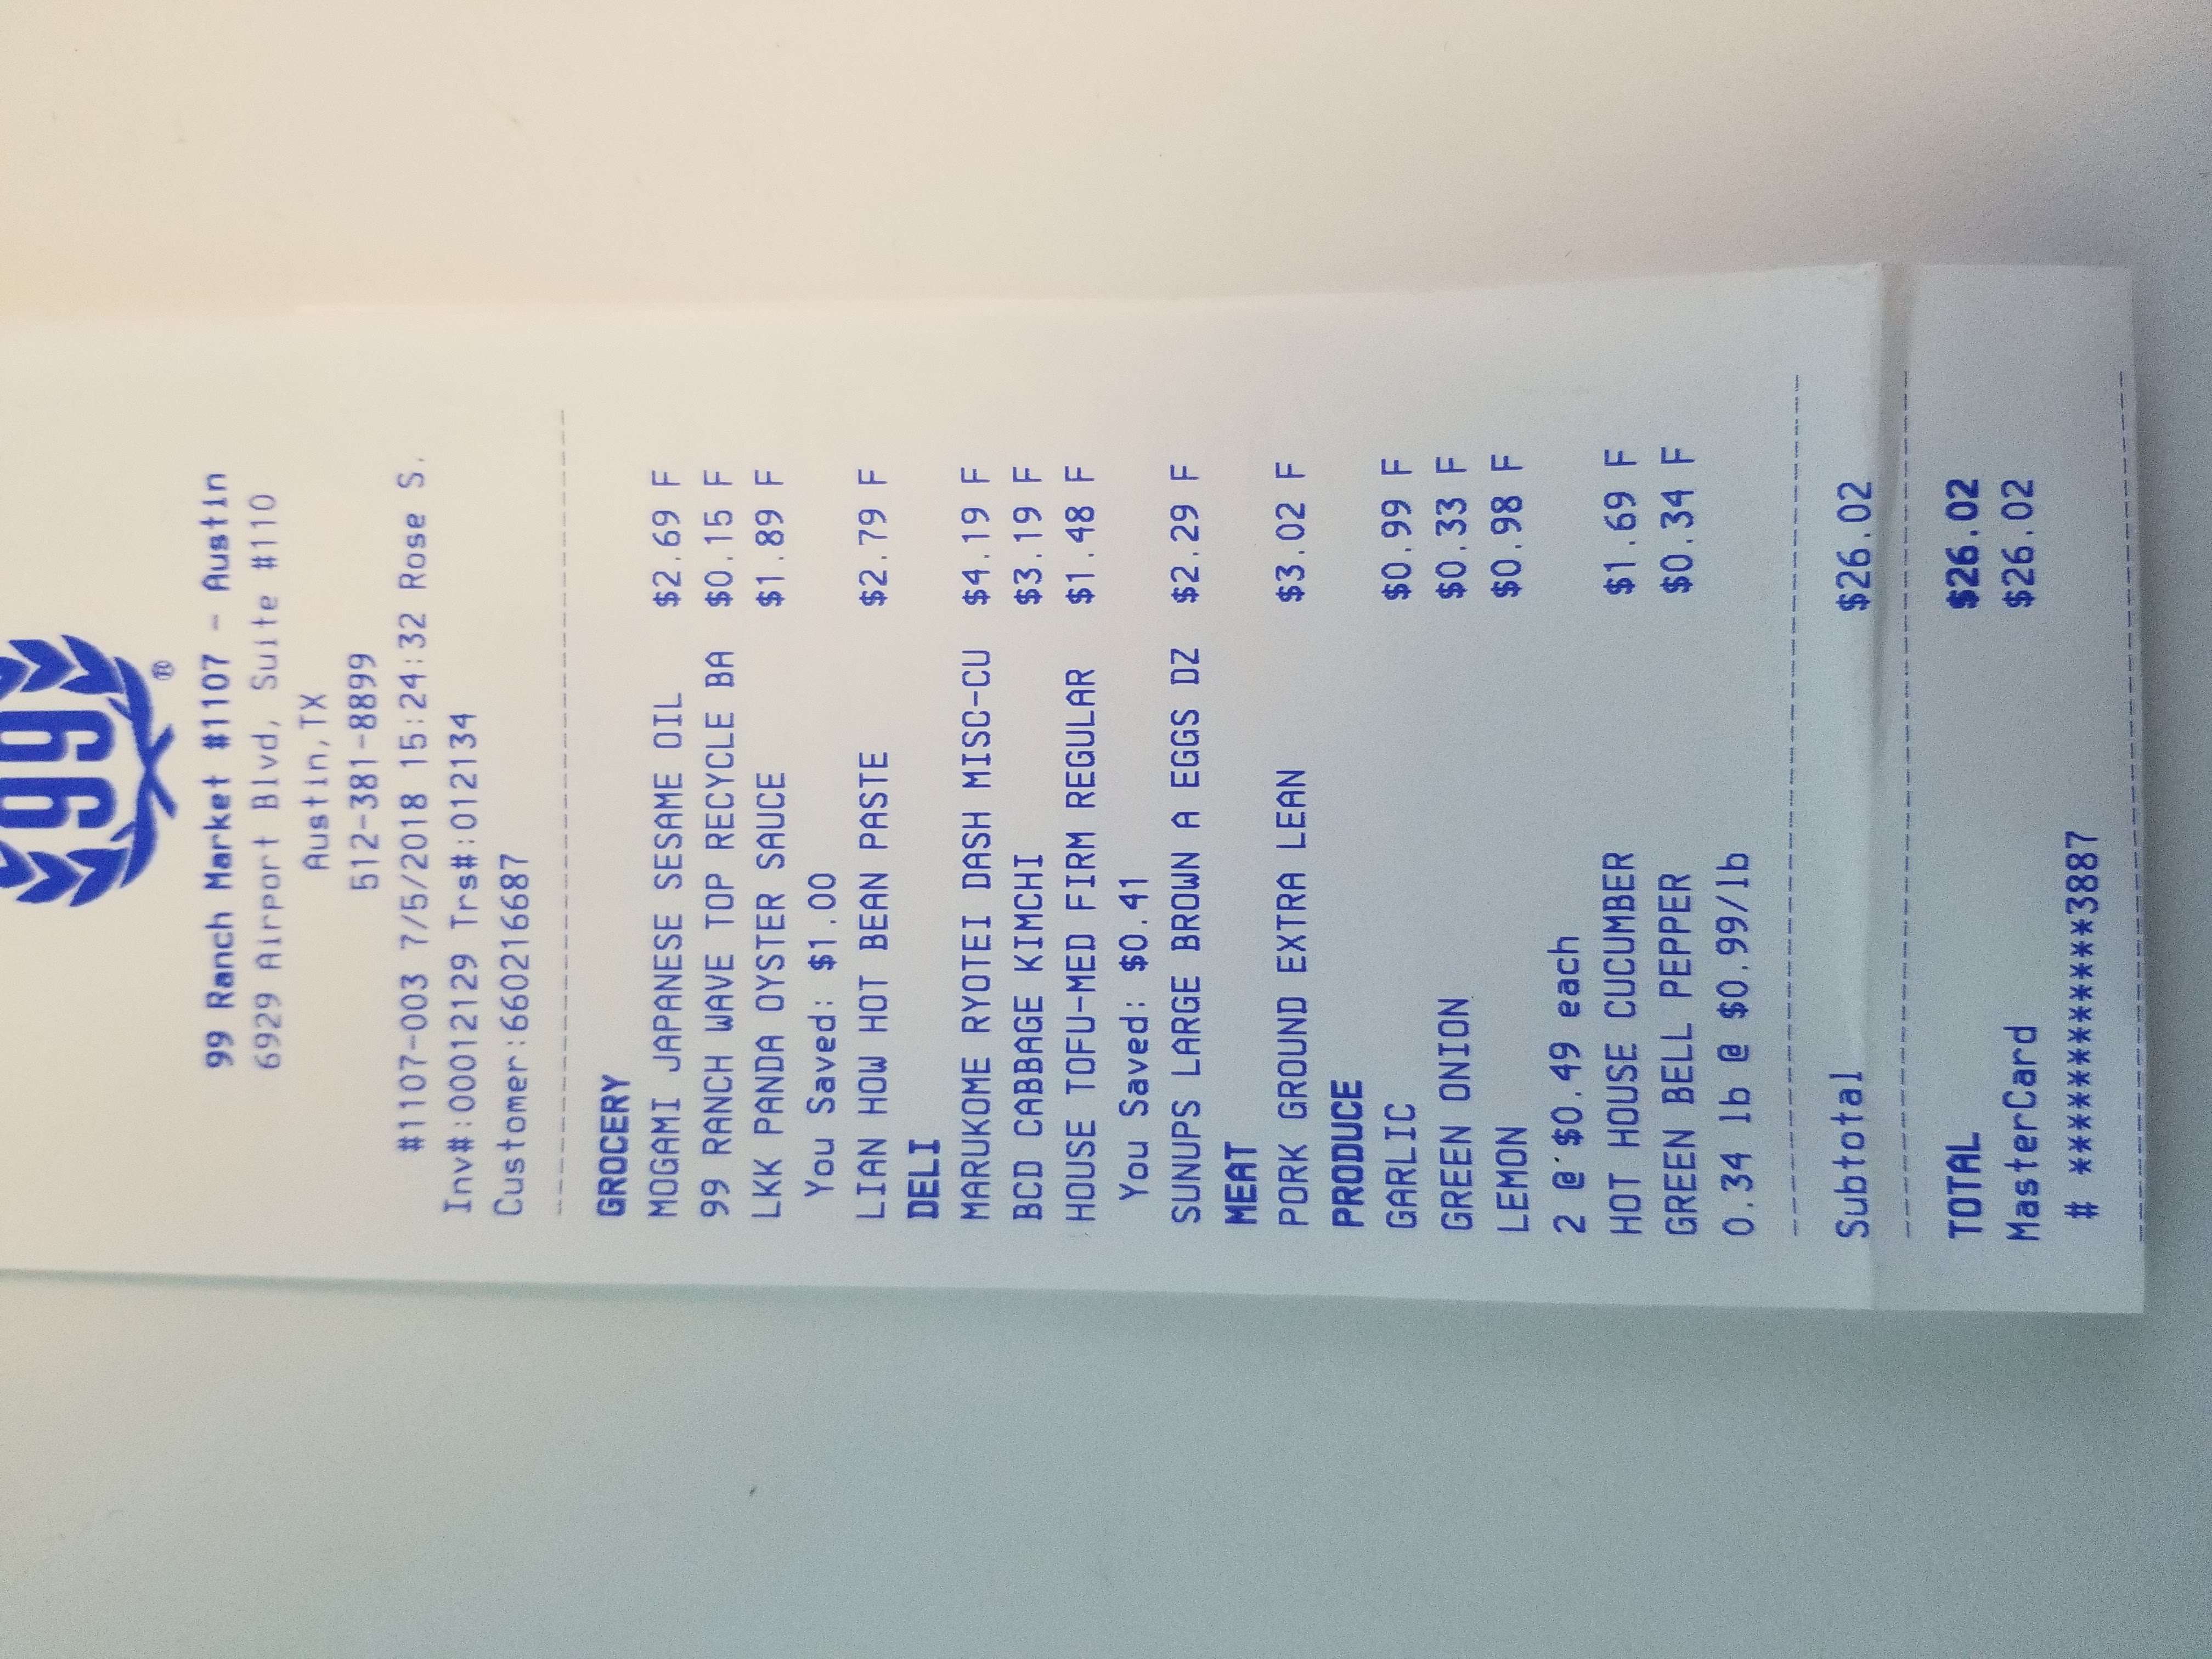 99
®
99 Ranch Market #1107 - Austin
6929 Airport Blvd, Suite #110
Austin,TX
512-381-8899
#1107-003 7/5/2018 15:24:32 Rose S.
Inv#:00012129 Trs#:012134
Customer:660216687
GROCERY
MOGAMI JAPANESE SESAME OIL $2.69 F
99 RANCH WAVE TOP RECYCLE BA $0.15 F
LKK PANDA OYSTER SAUCE $1.89 F
You Saved: $1.00
LIAN HOW HOT BEAN PASTE $2.79 F
DELI
MARUKOME RYOTEI DASH MISC-CU $4.19 F
BCD CABBAGE KIMCHI $3.19 F
HOUSE TOFU-MED FIRM REGULAR $1.48 F
You Saved: $0.41
SUNUPS LARGE BROWN A EGGS DZ $2.29 F
MEAT
PORK GROUND EXTRA LEAN $3.02 F
PRODUCE
GARLIC $0.99 F
GREEN ONION $0.33 F
LEMON $0.98 F
2 @ $0.49 each
HOT HOUSE CUCUMBER $1.69 F
GREEN BELL PEPPER $0.34 F
0.34 lb @ $0.99/lb
Subtotal $26.02
TOTAL $26.02
MasterCard $26.02
# ************3887